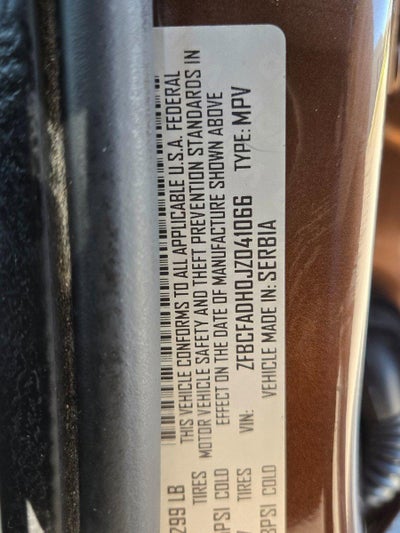 299 LB
THIS VEHICLE CONFORMS TO ALL APPLICABLE U.S.A. FEDERAL
TIRES MOTOR VEHICLE SAFETY AND THEFT PREVENTION STANDARDS IN
PSI COLD EFFECT ON THE DATE OF MANUFACTURE SHOWN ABOVE
TIRES VIN: ZFBCFADH0JZ041066 TYPE: MPV
PSI COLD VEHICLE MADE IN: SERBIA